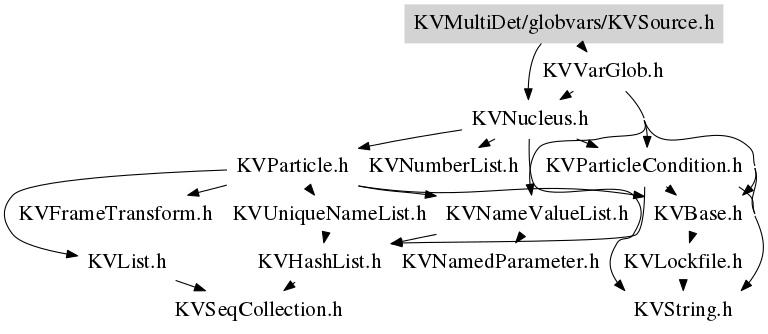 KVMultiDet/globvars/KVSource.h
KVVarGlob.h
KVNucleus.h
KVParticle.h
KVNumberList.h
KVParticleCondition.h
KVFrameTransform.h
KVUniqueNameList.h
KVNameValueList.h
KVBase.h
KVList.h
KVHashList.h
KVNamedParameter.h
KVLockfile.h
KVSeqCollection.h
KVString.h